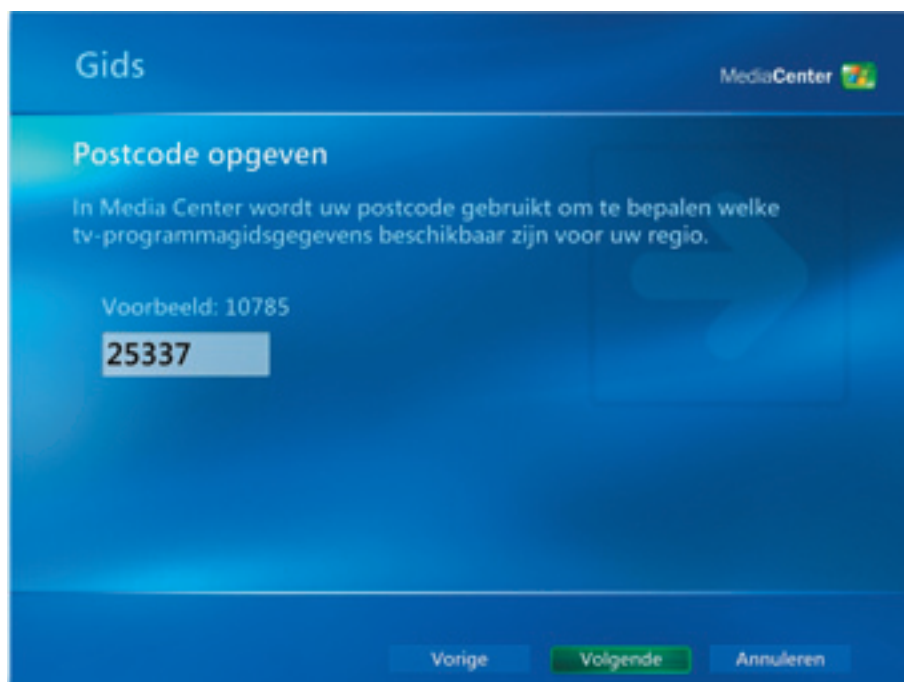 Gids
MediaCenter
Postcode opgeven
In Media Center wordt uw postcode gebruikt om te bepalen welke
tv-programmagidsgegevens beschikbaar zijn voor uw regio.
Voorbeeld: 10785
25337
Vorige
Volgende
Annuleren